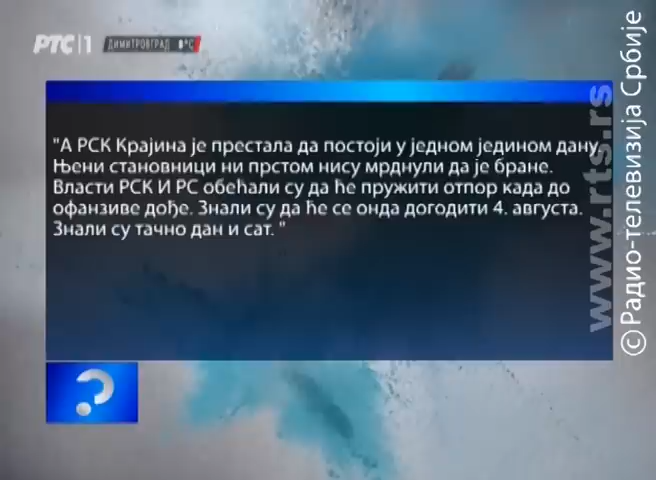 РТС|1
ДИМИТРОВГРАД 8°C
"А РСК Крајина је престала да постоји у једном једином дану.
Њени становници ни прстом нису мрднули да је бране.
Власти РСК И РС обећали су да ће пружити отпор када до
офанзиве дође. Знали су да ће се онда догодити 4. августа.
Знали су тачно дан и сат. "
?
www.rts.rs
© Радио-телевизија Србије